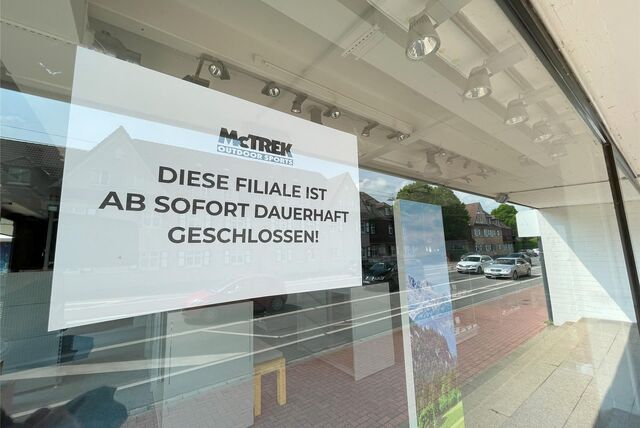 McTREK
OUTDOOR SPORTS
DIESE FILIALE IST
AB SOFORT DAUERHAFT
GESCHLOSSEN!